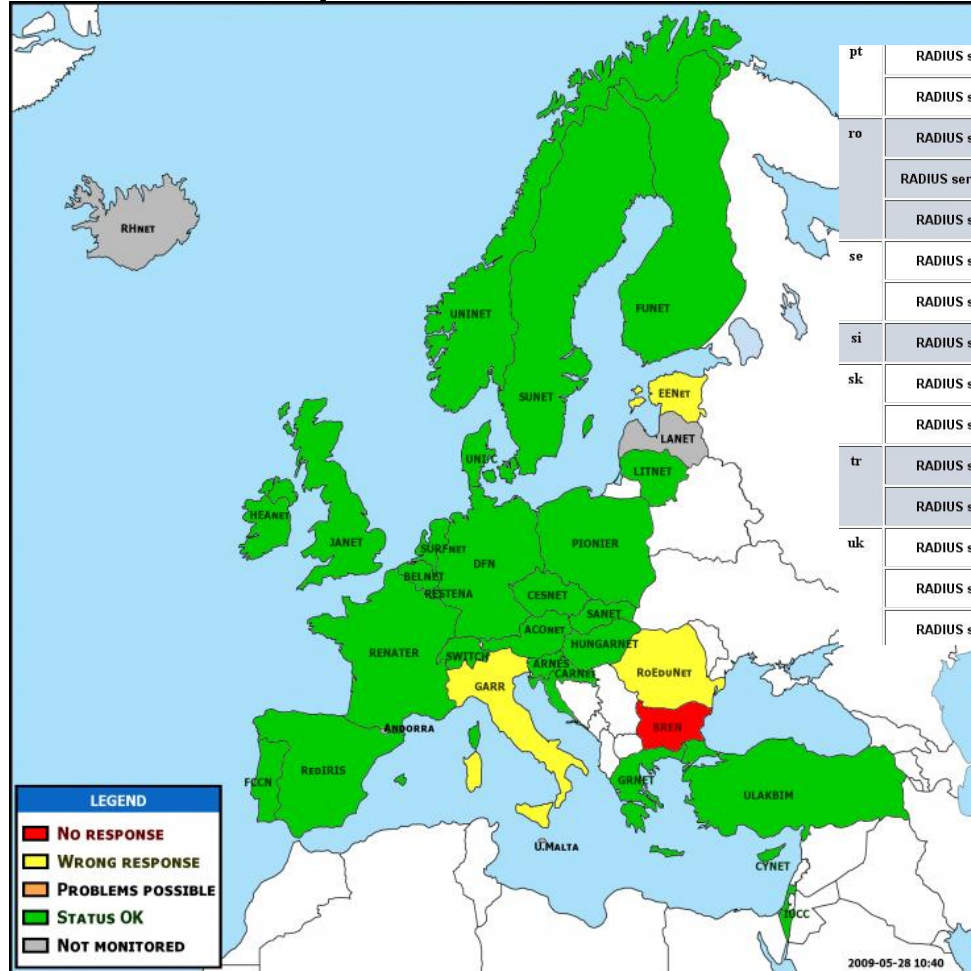 RHNET
UNINET
FUNET
SUNET
EENET
LANET
LITNET
UNI·C
HEANET
JANET
SURFNET
DFN
PIONIER
BELNET
RESTENA
CESNET
SANET
ACONET
HUNGARNET
RENATER
SWITCH
ARNES
CARNET
GARR
ROEDUNET
BREN
ANDORRA
FCCN
REDIRIS
GRNET
ULAKBIM
U.MALTA
CYNET
IUCC
LEGEND
NO RESPONSE
WRONG RESPONSE
PROBLEMS POSSIBLE
STATUS OK
NOT MONITORED
2009-05-28 10:40
pt RADIUS s
RADIUS s
ro RADIUS s
RADIUS ser
RADIUS s
se RADIUS s
RADIUS s
si RADIUS s
sk RADIUS s
RADIUS s
tr RADIUS s
RADIUS s
uk RADIUS s
RADIUS s
RADIUS s